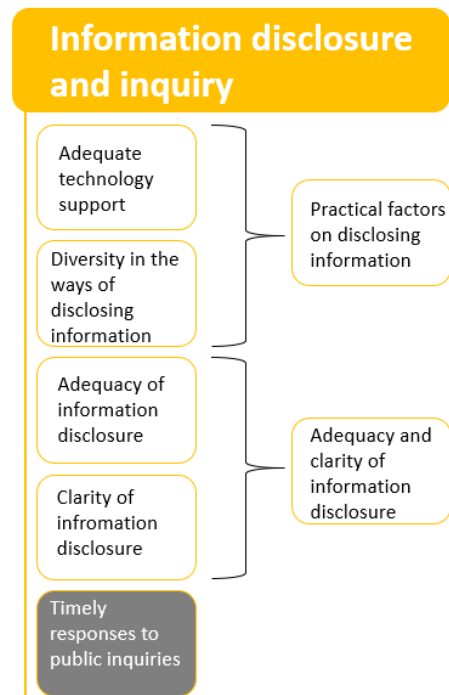 Information disclosure
and inquiry
Adequate
technology
support
Diversity in the
ways of
disclosing
information
Practical factors
on disclosing
information
Adequacy of
information
disclosure
Clarity of
infromation
disclosure
Adequacy and
clarity of
information
disclosure
Timely
responses to
public inquiries